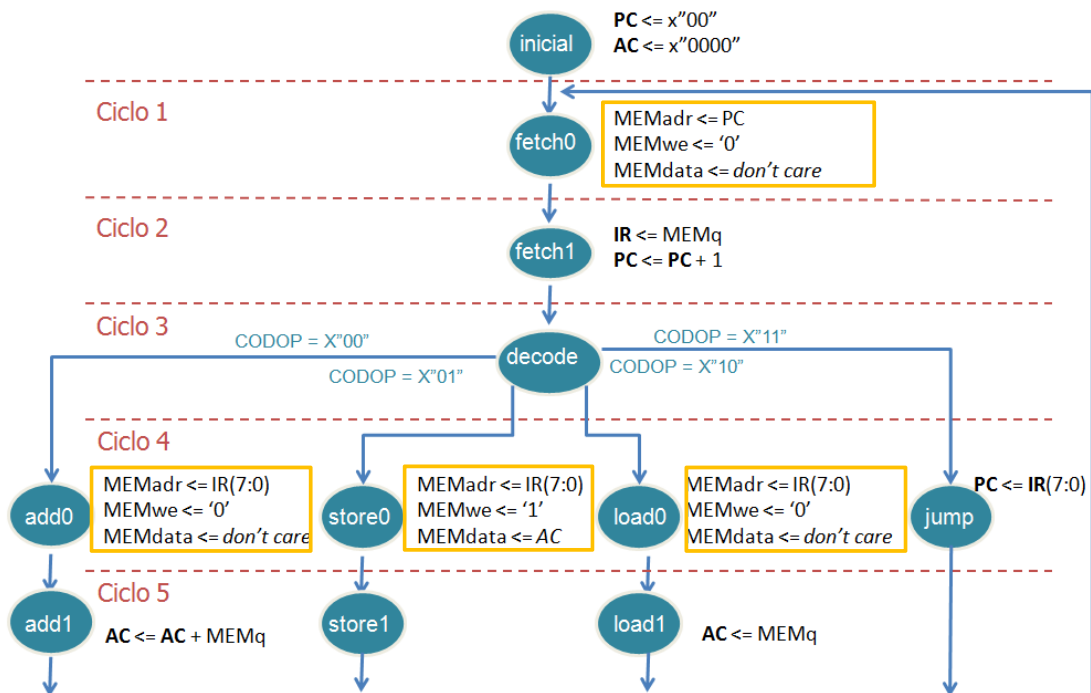 PC <= x”00”
AC <= x”0000”
inicial
Ciclo 1
fetch0
MEMadr <= PC
MEMwe <= ‘0’
MEMdata <= don’t care
Ciclo 2
fetch1
IR <= MEMq
PC <= PC + 1
Ciclo 3
decode
CODOP = X”00”
CODOP = X”01”
CODOP = X”11”
CODOP = X”10”
Ciclo 4
add0
MEMadr <= IR(7:0)
MEMwe <= ‘0’
MEMdata <= don’t care
store0
MEMadr <= IR(7:0)
MEMwe <= ‘1’
MEMdata <= AC
load0
MEMadr <= IR(7:0)
MEMwe <= ‘0’
MEMdata <= don’t care
jump
PC <= IR(7:0)
Ciclo 5
add1
AC <= AC + MEMq
store1
load1
AC <= MEMq